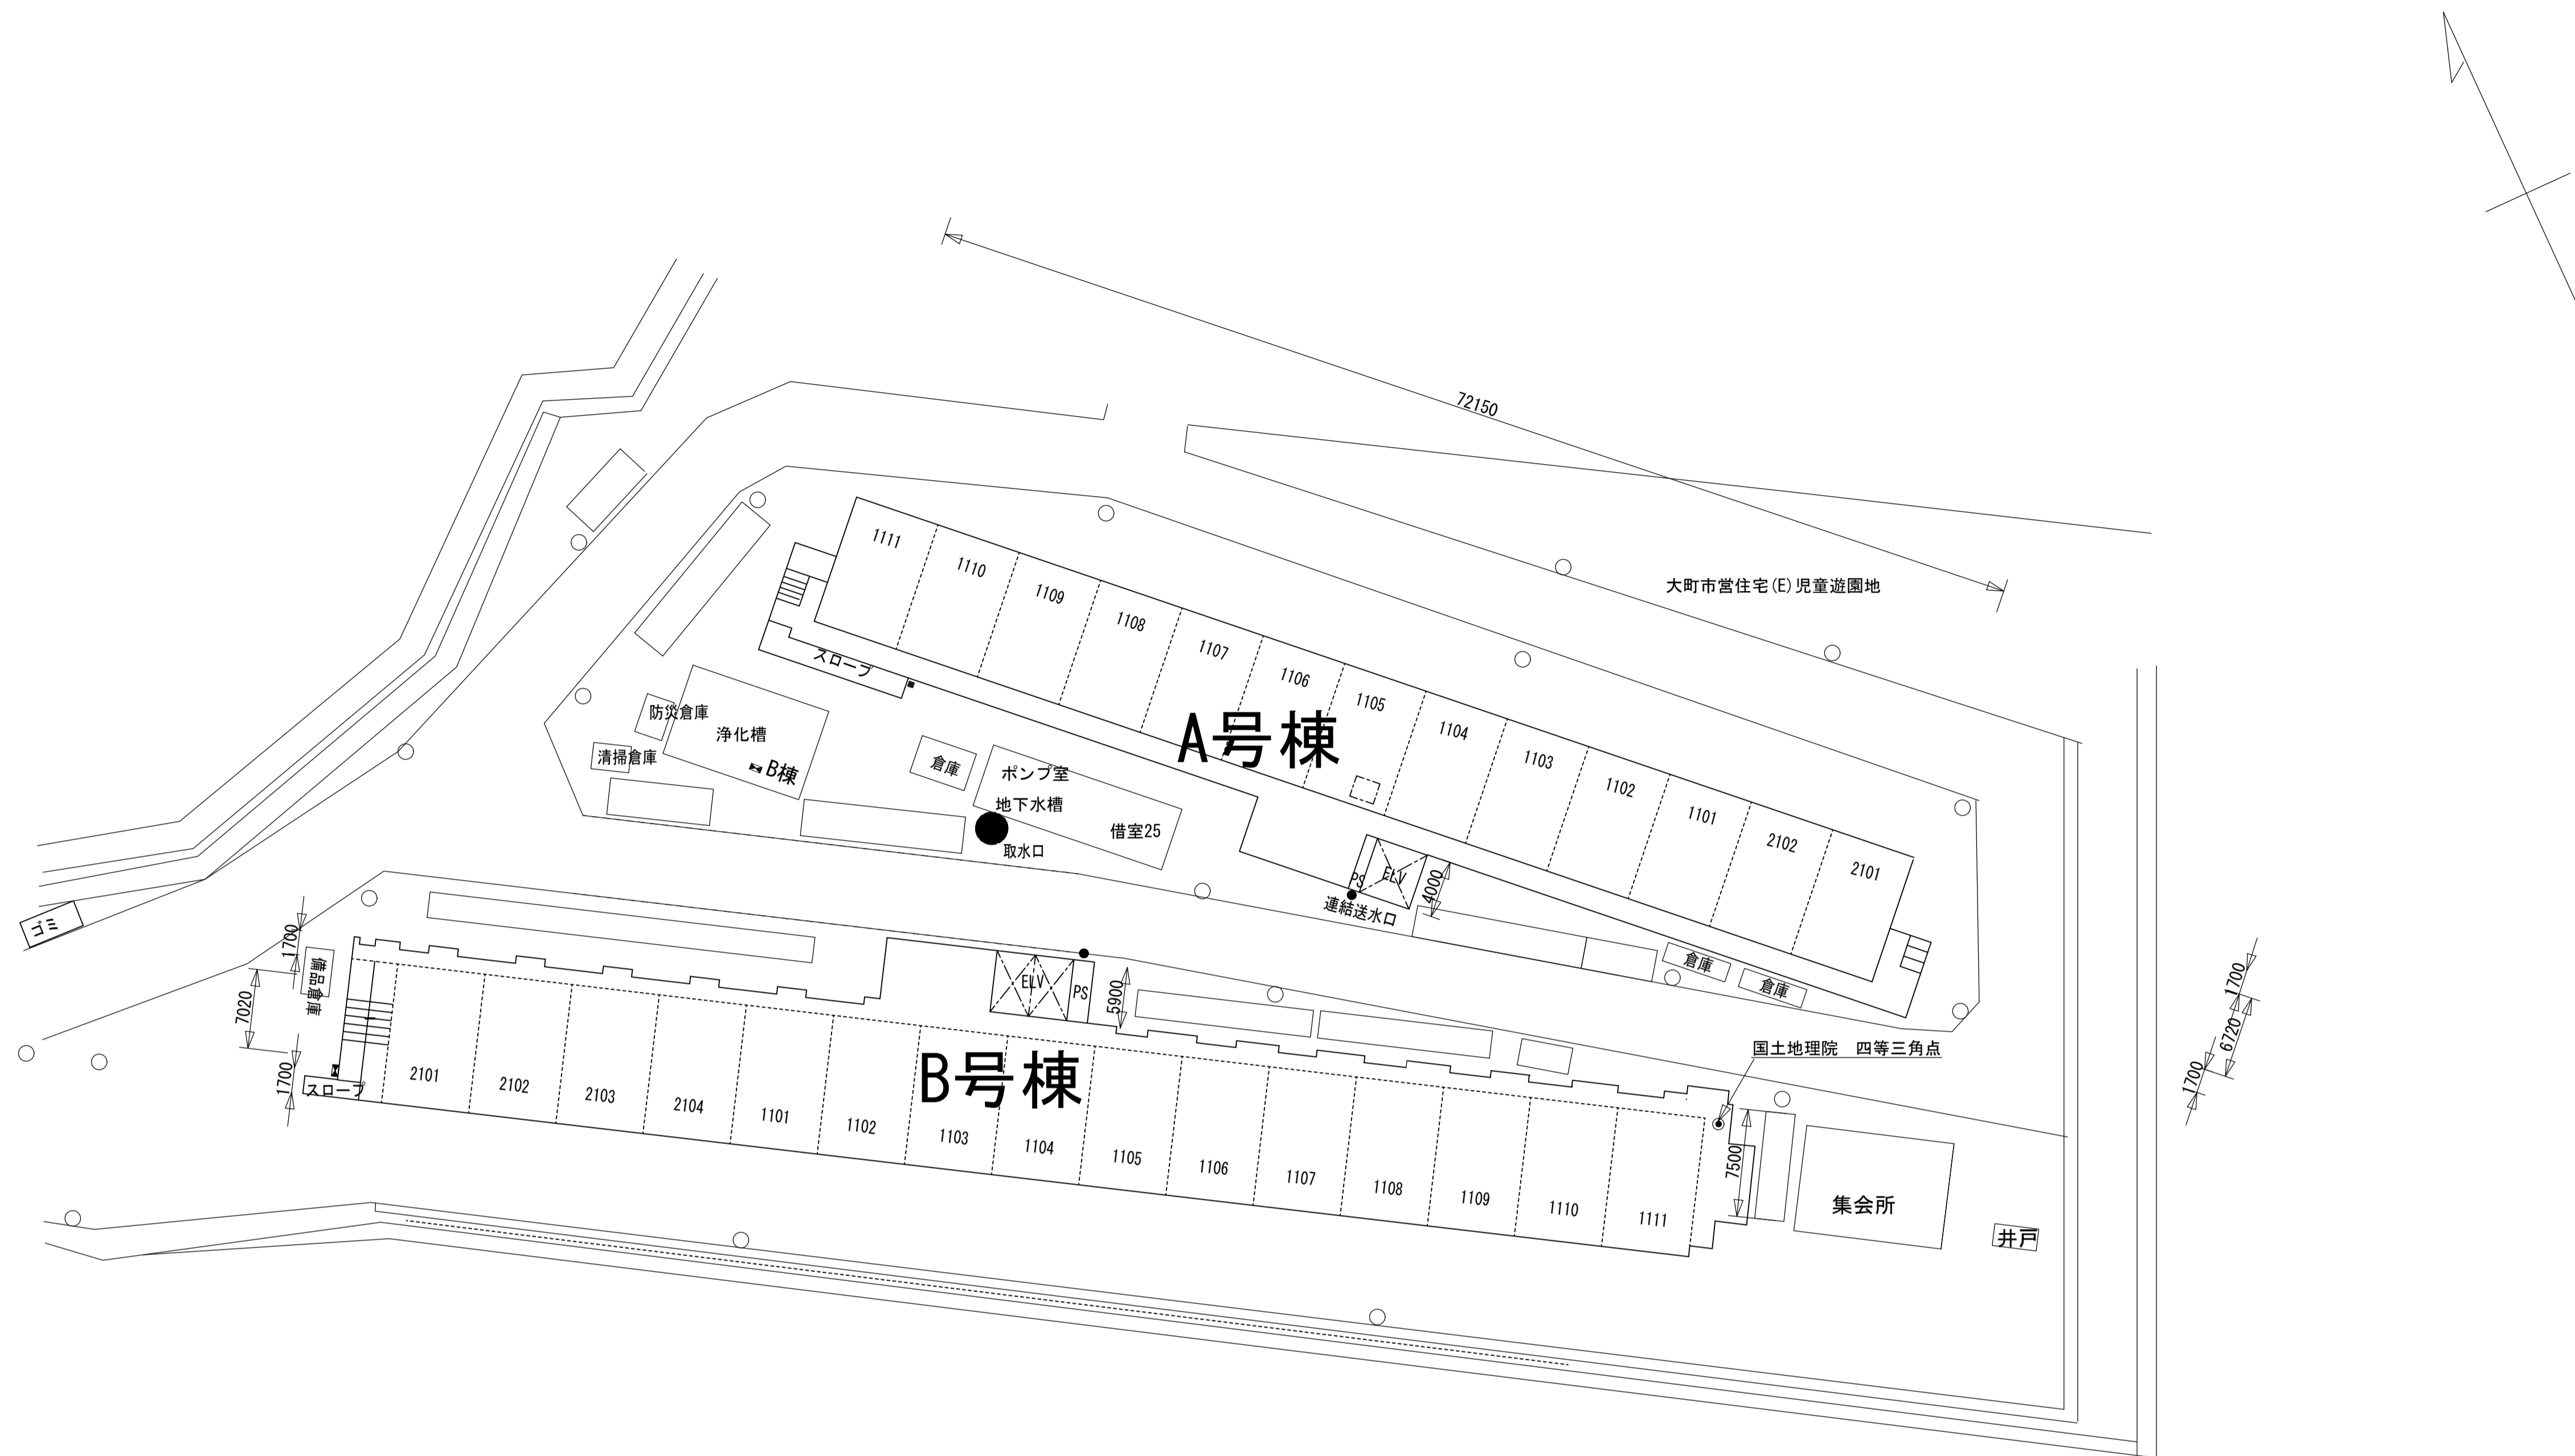 72150
大町市営住宅(E)児童遊園地
1111
1110
1109
1108
1107
1106
1105
1104
1103
1102
1101
2102
2101
A号棟
スロープ
防災倉庫
浄化槽
清掃倉庫
B棟
倉庫
ポンプ室
地下水槽
借室25
取水口
PS
ELV
4000
連結送水口
倉庫
倉庫
1700
6720
1700
ゴミ
1700
備品倉庫
7020
1700
スロープ
ELV
PS
5900
B号棟
2101
2102
2103
2104
1101
1102
1103
1104
1105
1106
1107
1108
1109
1110
1111
国土地理院 四等三角点
7500
集会所
井戸